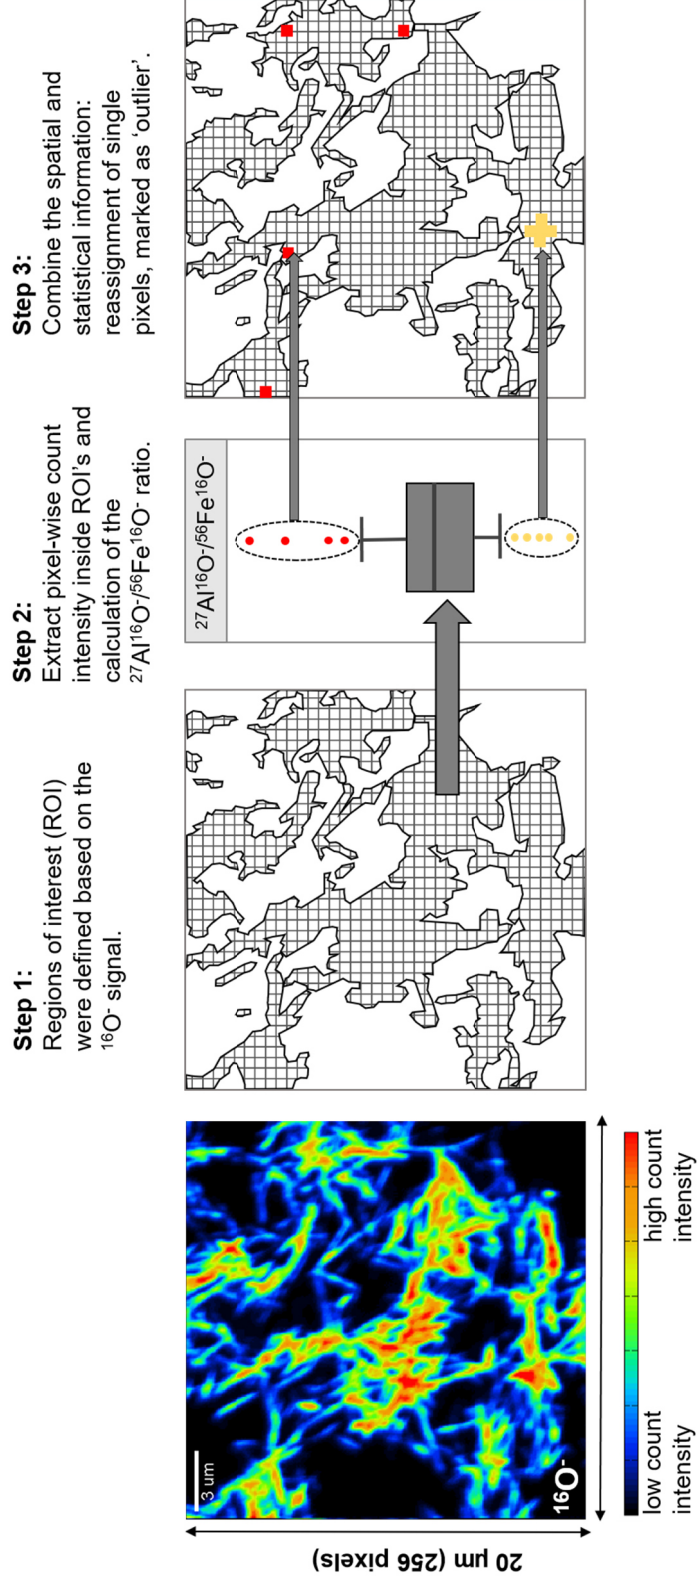 Step 1:
Regions of interest (ROI)
were defined based on the
¹⁶O⁻ signal.
Step 2:
Extract pixel-wise count
intensity inside ROI's and
calculation of the
²⁷Al¹⁶O⁻/⁵⁶Fe¹⁶O⁻ ratio.
Step 3:
Combine the spatial and
statistical information:
reassignment of single
pixels, marked as ‘outlier’.
20 µm (256 pixels)
3 um
¹⁶O⁻
²⁷Al¹⁶O⁻/⁵⁶Fe¹⁶O⁻
low count
intensity
high count
intensity